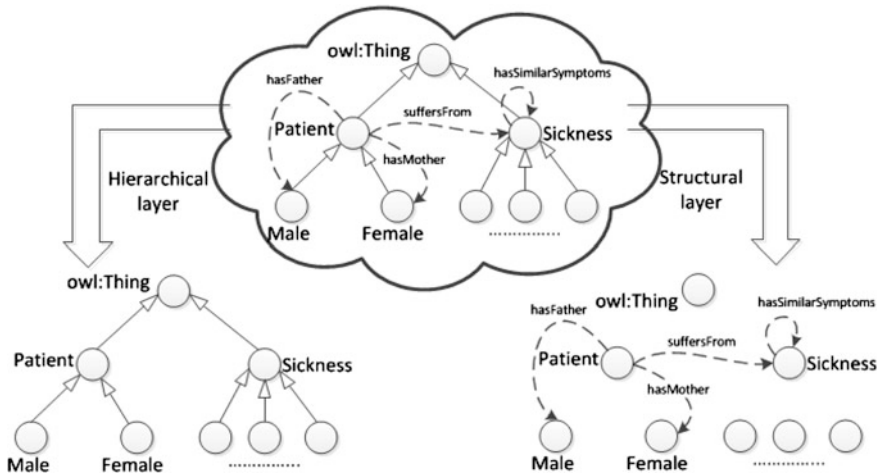 owl:Thing
hasFather
hasSimilarSymptoms
suffersFrom
Patient
Sickness
hasMother
Hierarchical
layer
Structural
layer
Male
Female
owl:Thing
Patient
Sickness
Male
Female
owl:Thing
hasSimilarSymptoms
hasFather
suffersFrom
Patient
Sickness
hasMother
Male
Female